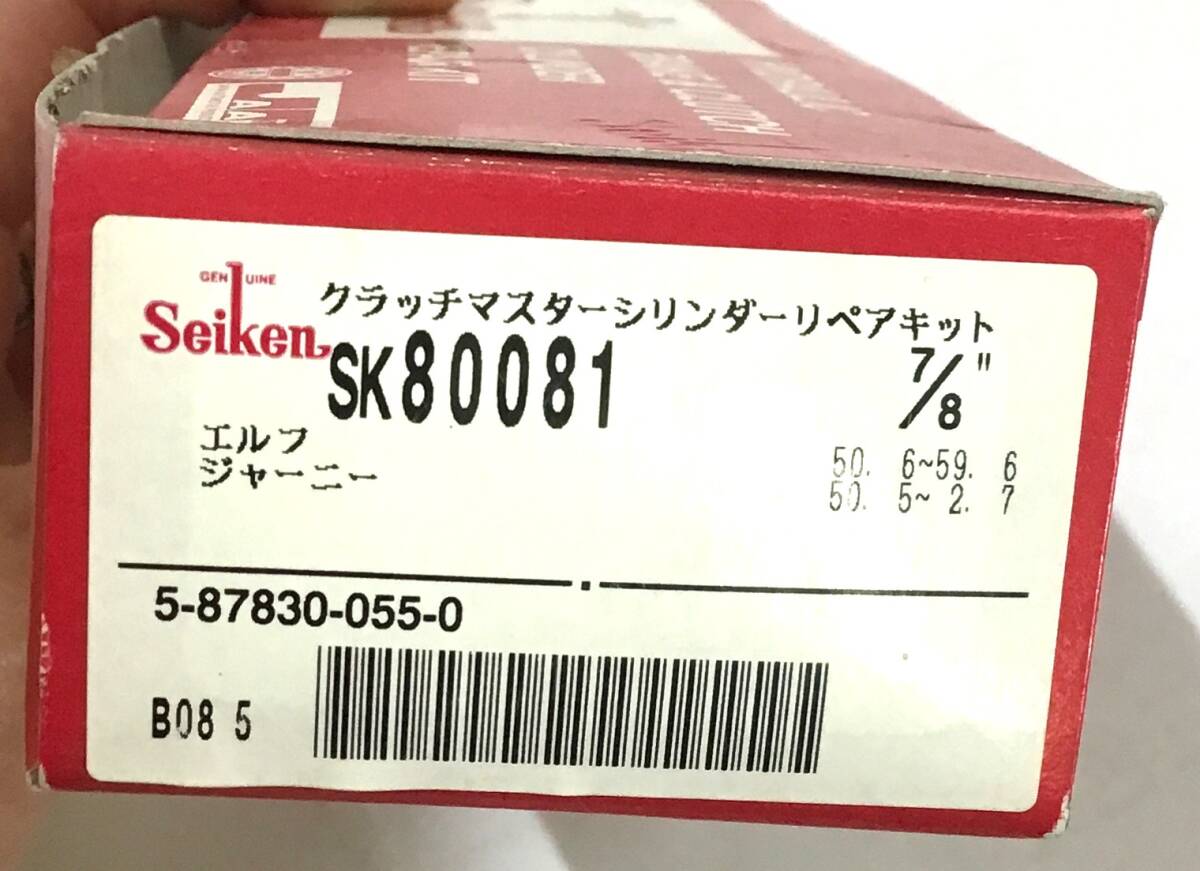 GENUINE
Seiken
クラッチマスターシリンダーリペアキット
SK80081
7/8"
エルフ 50. 6~59. 6
ジャーニー 50. 5~ 2. 7
5-87830-055-0
B08 5